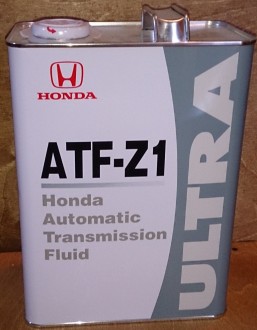 HONDA
ATF-Z1
Honda
Automatic
Transmission
Fluid
ULTRA